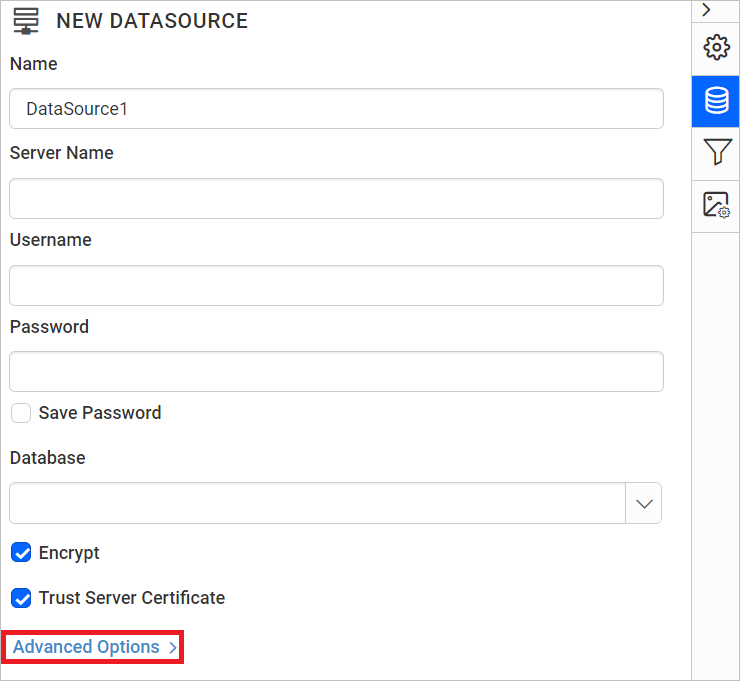 NEW DATASOURCE
Name
DataSource1
Server Name
Username
Password
Save Password
Database
Encrypt
Trust Server Certificate
Advanced Options